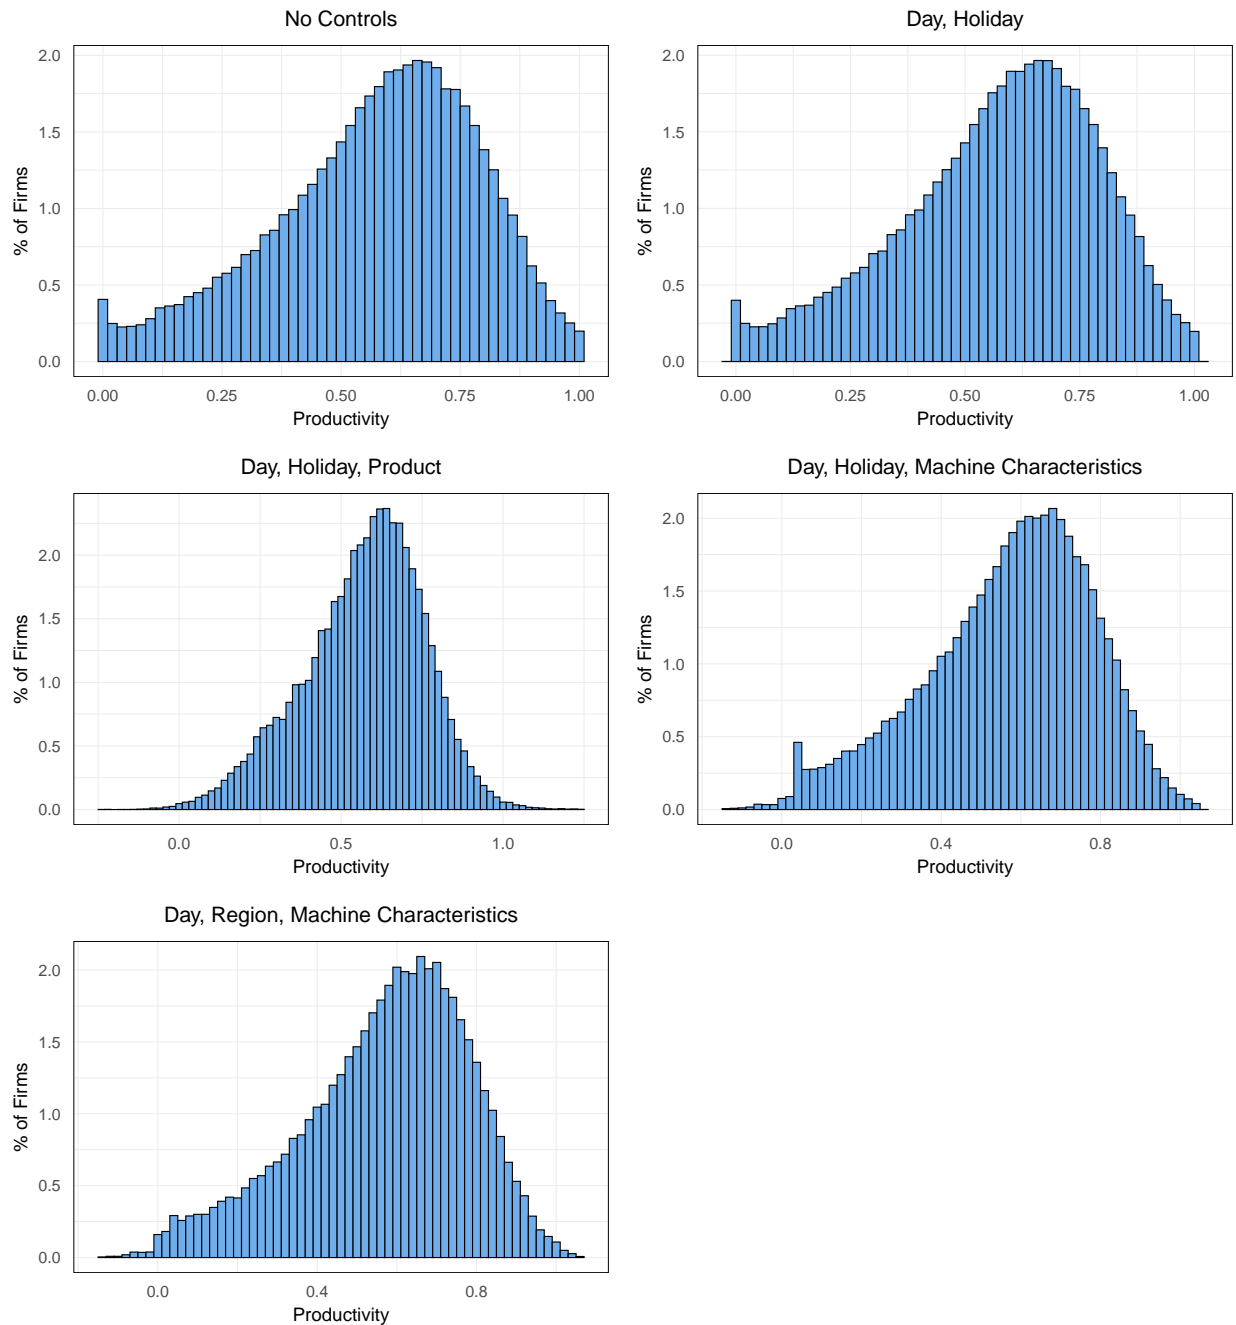 No Controls
2.0
1.5
1.0
0.5
0.0
% of Firms
0.00 0.25 0.50 0.75 1.00
Productivity
Day, Holiday
2.0
1.5
1.0
0.5
0.0
% of Firms
0.00 0.25 0.50 0.75 1.00
Productivity
Day, Holiday, Product
2.0
1.5
1.0
0.5
0.0
% of Firms
0.0 0.5 1.0
Productivity
Day, Holiday, Machine Characteristics
2.0
1.5
1.0
0.5
0.0
% of Firms
0.0 0.4 0.8
Productivity
Day, Region, Machine Characteristics
2.0
1.5
1.0
0.5
0.0
% of Firms
0.0 0.4 0.8
Productivity